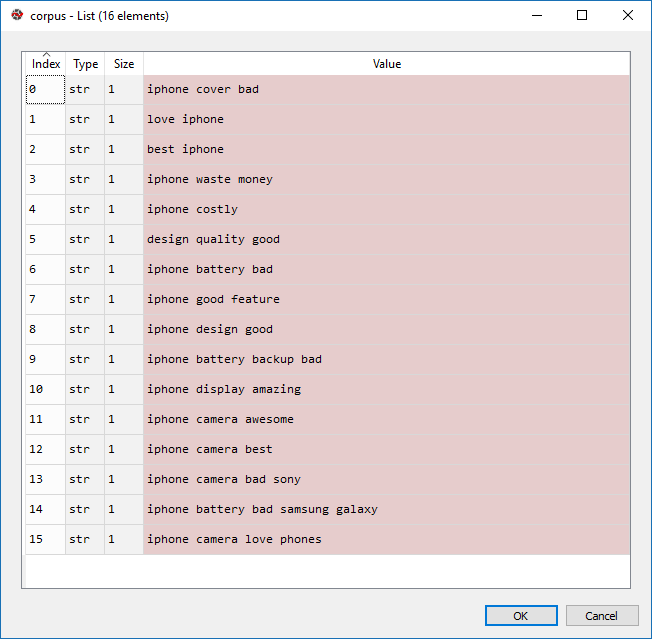 corpus - List (16 elements)
Index Type Size Value
0 str 1 iphone cover bad
1 str 1 love iphone
2 str 1 best iphone
3 str 1 iphone waste money
4 str 1 iphone costly
5 str 1 design quality good
6 str 1 iphone battery bad
7 str 1 iphone good feature
8 str 1 iphone design good
9 str 1 iphone battery backup bad
10 str 1 iphone display amazing
11 str 1 iphone camera awesome
12 str 1 iphone camera best
13 str 1 iphone camera bad sony
14 str 1 iphone battery bad samsung galaxy
15 str 1 iphone camera love phones
OK Cancel